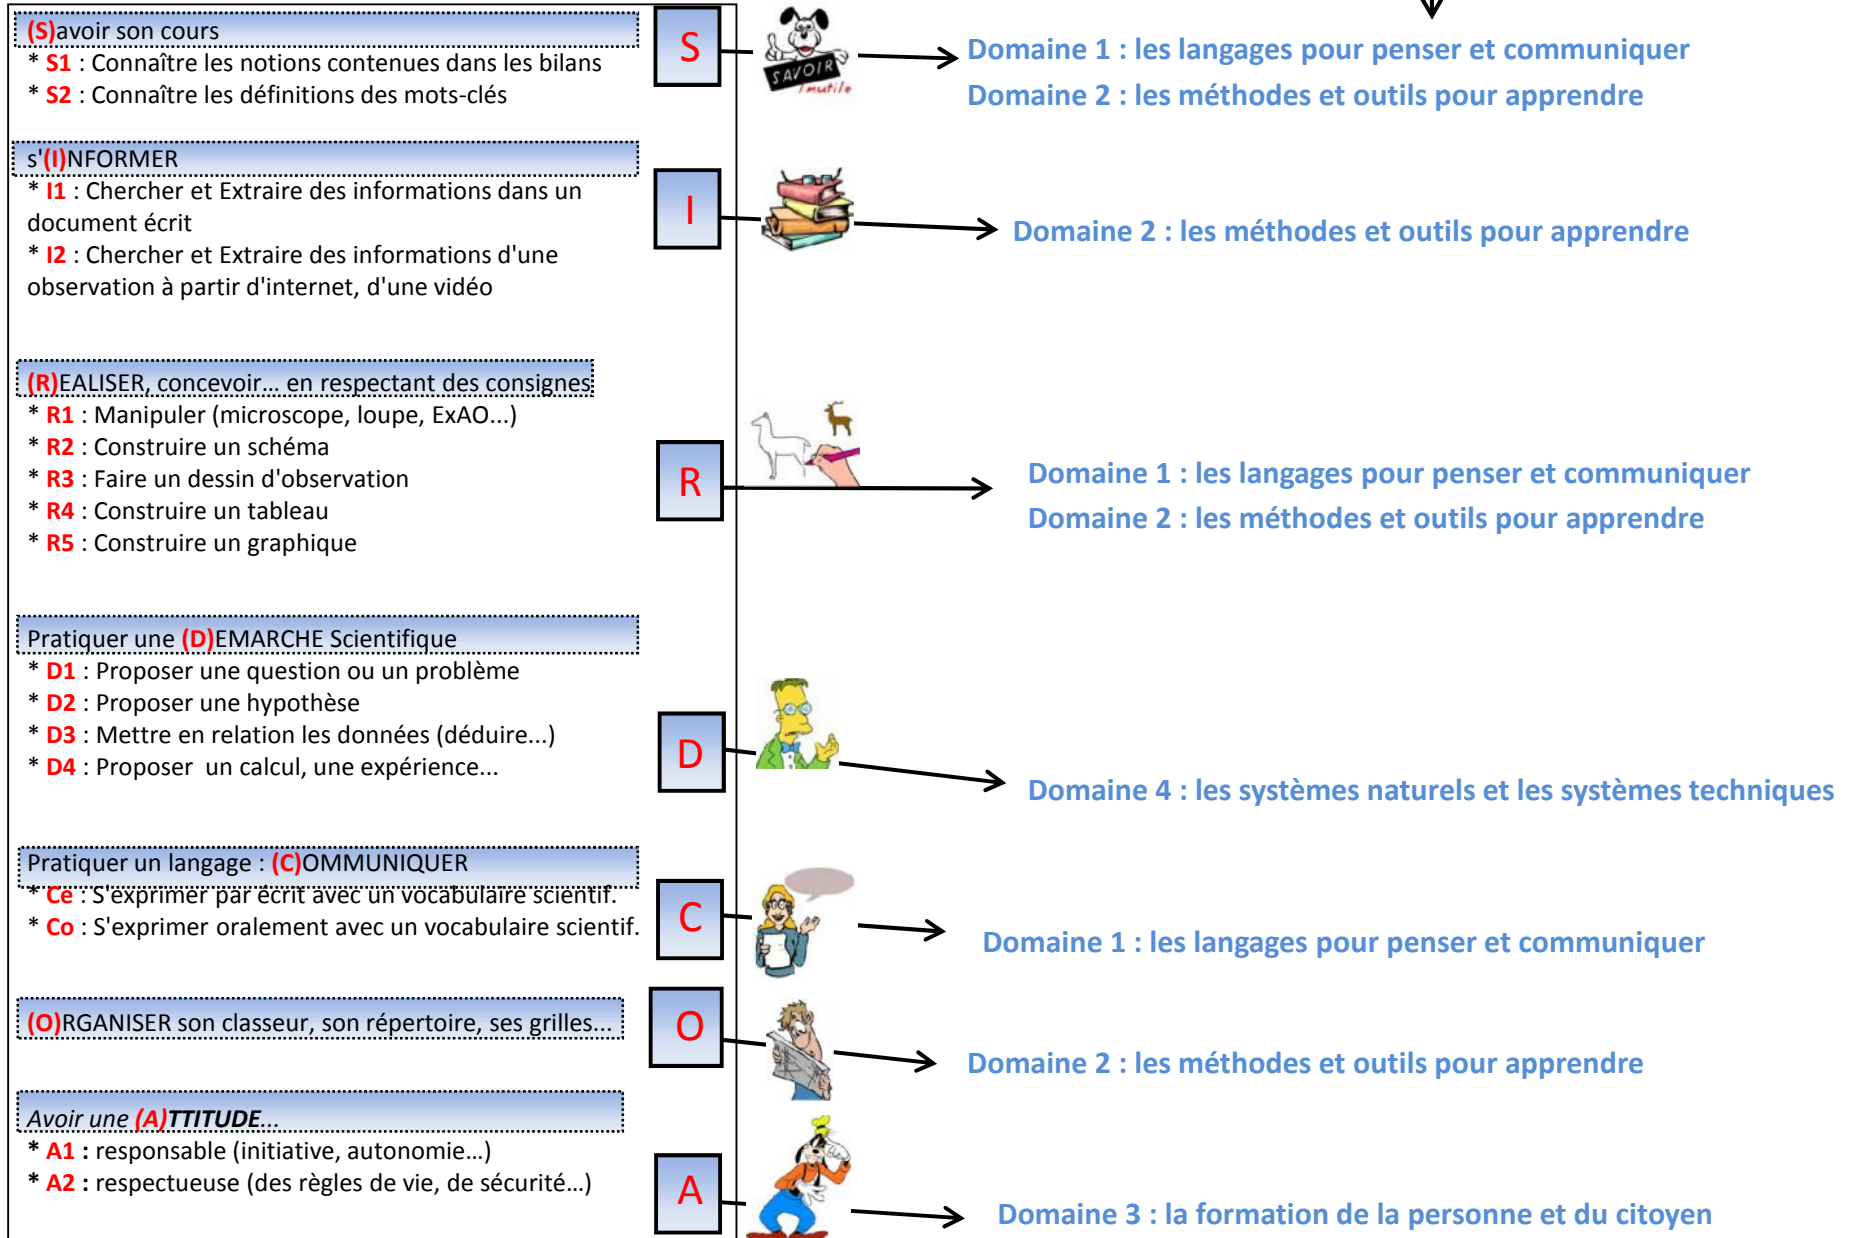 (S)avoir son cours
* S1 : Connaître les notions contenues dans les bilans
* S2 : Connaître les définitions des mots-clés
S
SAVOIR
inutile
Domaine 1 : les langages pour penser et communiquer
Domaine 2 : les méthodes et outils pour apprendre
s'(I)NFORMER
* I1 : Chercher et Extraire des informations dans un
document écrit
* I2 : Chercher et Extraire des informations d'une
observation à partir d'internet, d'une vidéo
I
Domaine 2 : les méthodes et outils pour apprendre
(R)EALISER, concevoir... en respectant des consignes
* R1 : Manipuler (microscope, loupe, ExAO...)
* R2 : Construire un schéma
* R3 : Faire un dessin d'observation
* R4 : Construire un tableau
* R5 : Construire un graphique
R
Domaine 1 : les langages pour penser et communiquer
Domaine 2 : les méthodes et outils pour apprendre
Pratiquer une (D)EMARCHE Scientifique
* D1 : Proposer une question ou un problème
* D2 : Proposer une hypothèse
* D3 : Mettre en relation les données (déduire...)
* D4 : Proposer  un calcul, une expérience...
D
Domaine 4 : les systèmes naturels et les systèmes techniques
Pratiquer un langage : (C)OMMUNIQUER
* Ce : S'exprimer par écrit avec un vocabulaire scientif.
* Co : S'exprimer oralement avec un vocabulaire scientif.
C
Domaine 1 : les langages pour penser et communiquer
(O)RGANISER son classeur, son répertoire, ses grilles...
O
Domaine 2 : les méthodes et outils pour apprendre
Avoir une (A)TTITUDE...
* A1 : responsable (initiative, autonomie...)
* A2 : respectueuse (des règles de vie, de sécurité...)
A
Domaine 3 : la formation de la personne et du citoyen